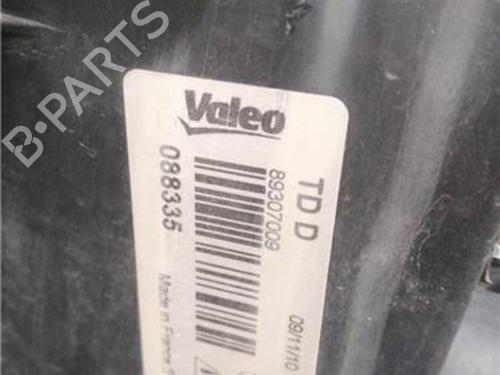 B-PARTS
Valeo
TD D
89307009
088335
09/11/10
Made in France